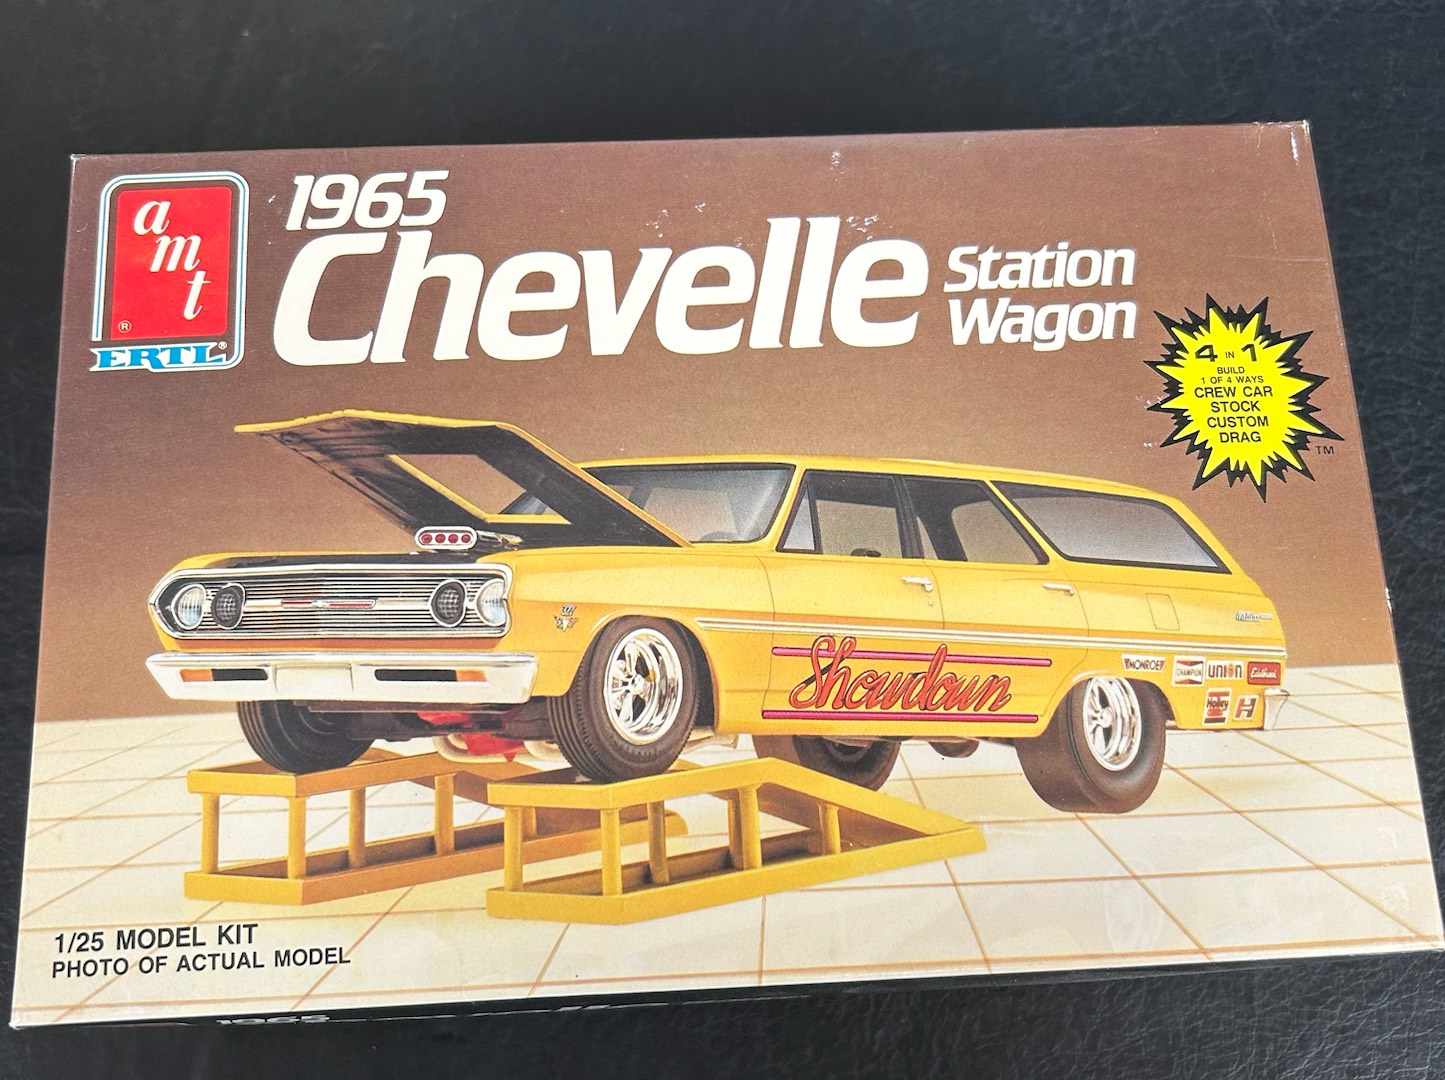 a
m
t
®
ERTL®
1965
Chevelle
Station
Wagon
4 IN 1
BUILD
1 OF 4 WAYS
CREW CAR
STOCK
CUSTOM
DRAG
TM
Showdown
MONROE
CHAMPION
UNION
Edelbrock
Holley
H
1/25 MODEL KIT
PHOTO OF ACTUAL MODEL
1965